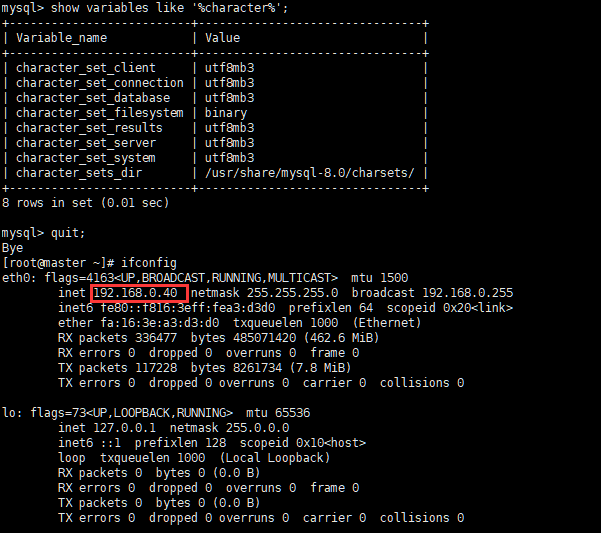 mysql> show variables like '%character%';
+--------------------------+------------------------------+
| Variable_name            | Value                        |
+--------------------------+------------------------------+
| character_set_client     | utf8mb3                      |
| character_set_connection | utf8mb3                      |
| character_set_database   | utf8mb3                      |
| character_set_filesystem | binary                       |
| character_set_results    | utf8mb3                      |
| character_set_server     | utf8mb3                      |
| character_set_system     | utf8mb3                      |
| character_sets_dir       | /usr/share/mysql-8.0/charsets/ |
+--------------------------+------------------------------+
8 rows in set (0.01 sec)
mysql> quit;
Bye
[root@master ~]# ifconfig
eth0: flags=4163<UP,BROADCAST,RUNNING,MULTICAST>  mtu 1500
        inet 192.168.0.40  netmask 255.255.255.0  broadcast 192.168.0.255
        inet6 fe80::f816:3eff:fea3:d3d0  prefixlen 64  scopeid 0x20<link>
        ether fa:16:3e:a3:d3:d0  txqueuelen 1000  (Ethernet)
        RX packets 336477  bytes 485071420 (462.6 MiB)
        RX errors 0  dropped 0  overruns 0  frame 0
        TX packets 117228  bytes 8261734 (7.8 MiB)
        TX errors 0  dropped 0 overruns 0  carrier 0  collisions 0
lo: flags=73<UP,LOOPBACK,RUNNING>  mtu 65536
        inet 127.0.0.1  netmask 255.0.0.0
        inet6 ::1  prefixlen 128  scopeid 0x10<host>
        loop  txqueuelen 1000  (Local Loopback)
        RX packets 0  bytes 0 (0.0 B)
        RX errors 0  dropped 0  overruns 0  frame 0
        TX packets 0  bytes 0 (0.0 B)
        TX errors 0  dropped 0 overruns 0  carrier 0  collisions 0